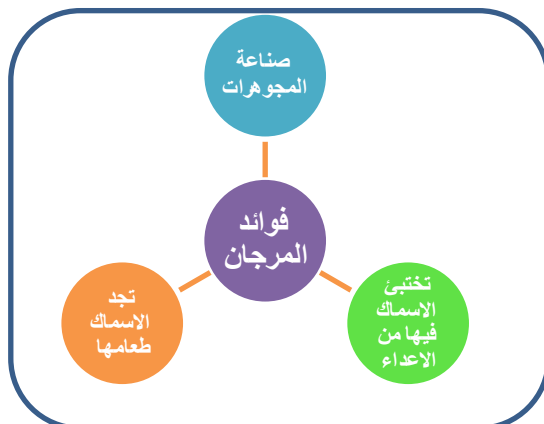 صناعة
المجوهرات
فوائد
المرجان
تختبئ
الاسماك
فيها من
الاعداء
تجد
الاسماك
طعامها